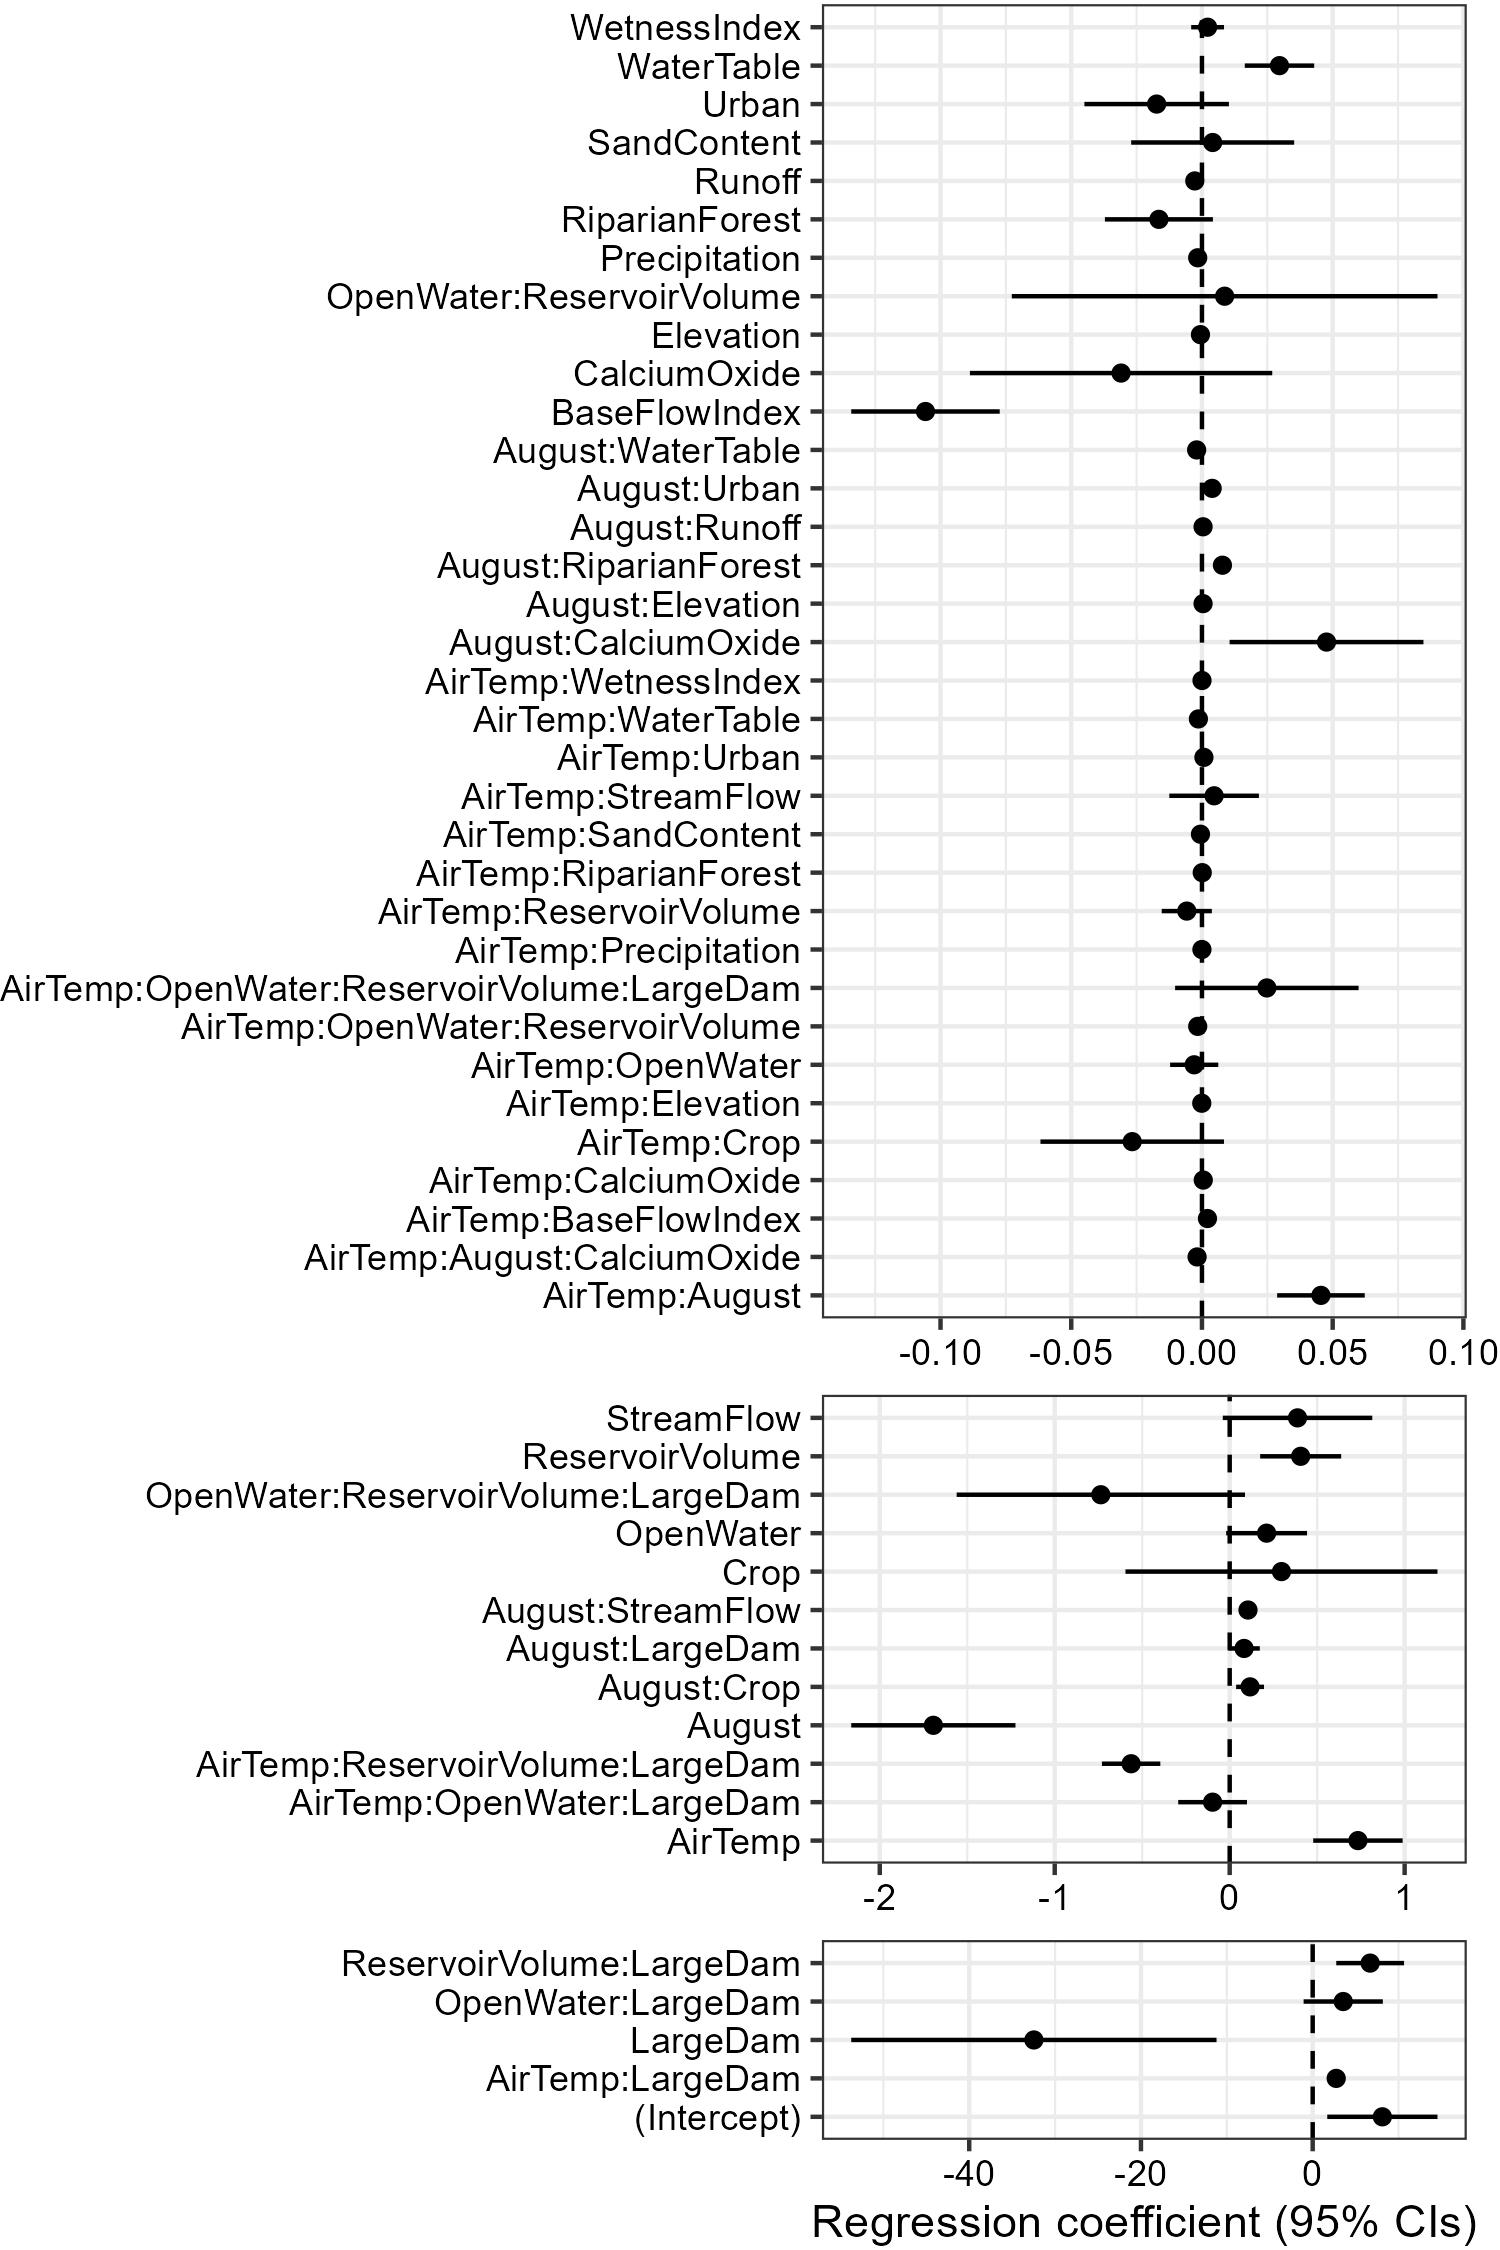 WetnessIndex
WaterTable
Urban
SandContent
Runoff
RiparianForest
Precipitation
OpenWater:ReservoirVolume
Elevation
CalciumOxide
BaseFlowIndex
August:WaterTable
August:Urban
August:Runoff
August:RiparianForest
August:Elevation
August:CalciumOxide
AirTemp:WetnessIndex
AirTemp:WaterTable
AirTemp:Urban
AirTemp:StreamFlow
AirTemp:SandContent
AirTemp:RiparianForest
AirTemp:ReservoirVolume
AirTemp:Precipitation
AirTemp:OpenWater:ReservoirVolume:LargeDam
AirTemp:OpenWater:ReservoirVolume
AirTemp:OpenWater
AirTemp:Elevation
AirTemp:Crop
AirTemp:CalciumOxide
AirTemp:BaseFlowIndex
AirTemp:August:CalciumOxide
AirTemp:August
-0.10 -0.05 0.00 0.05 0.10
StreamFlow
ReservoirVolume
OpenWater:ReservoirVolume:LargeDam
OpenWater
Crop
August:StreamFlow
August:LargeDam
August:Crop
August
AirTemp:ReservoirVolume:LargeDam
AirTemp:OpenWater:LargeDam
AirTemp
-2 -1 0 1
ReservoirVolume:LargeDam
OpenWater:LargeDam
LargeDam
AirTemp:LargeDam
(Intercept)
-40 -20 0
Regression coefficient (95% CIs)